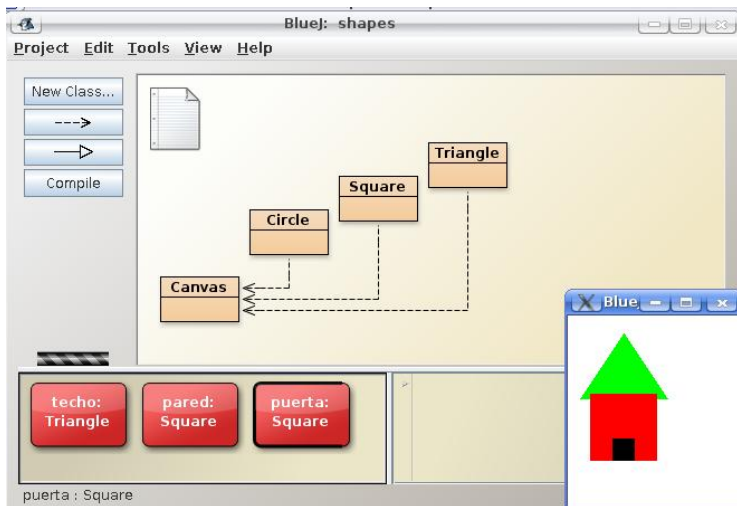 BlueJ: shapes
Project Edit Tools View Help
New Class...
Compile
Triangle
Square
Circle
Canvas
Blue
techo:
Triangle
pared:
Square
puerta:
Square
puerta : Square